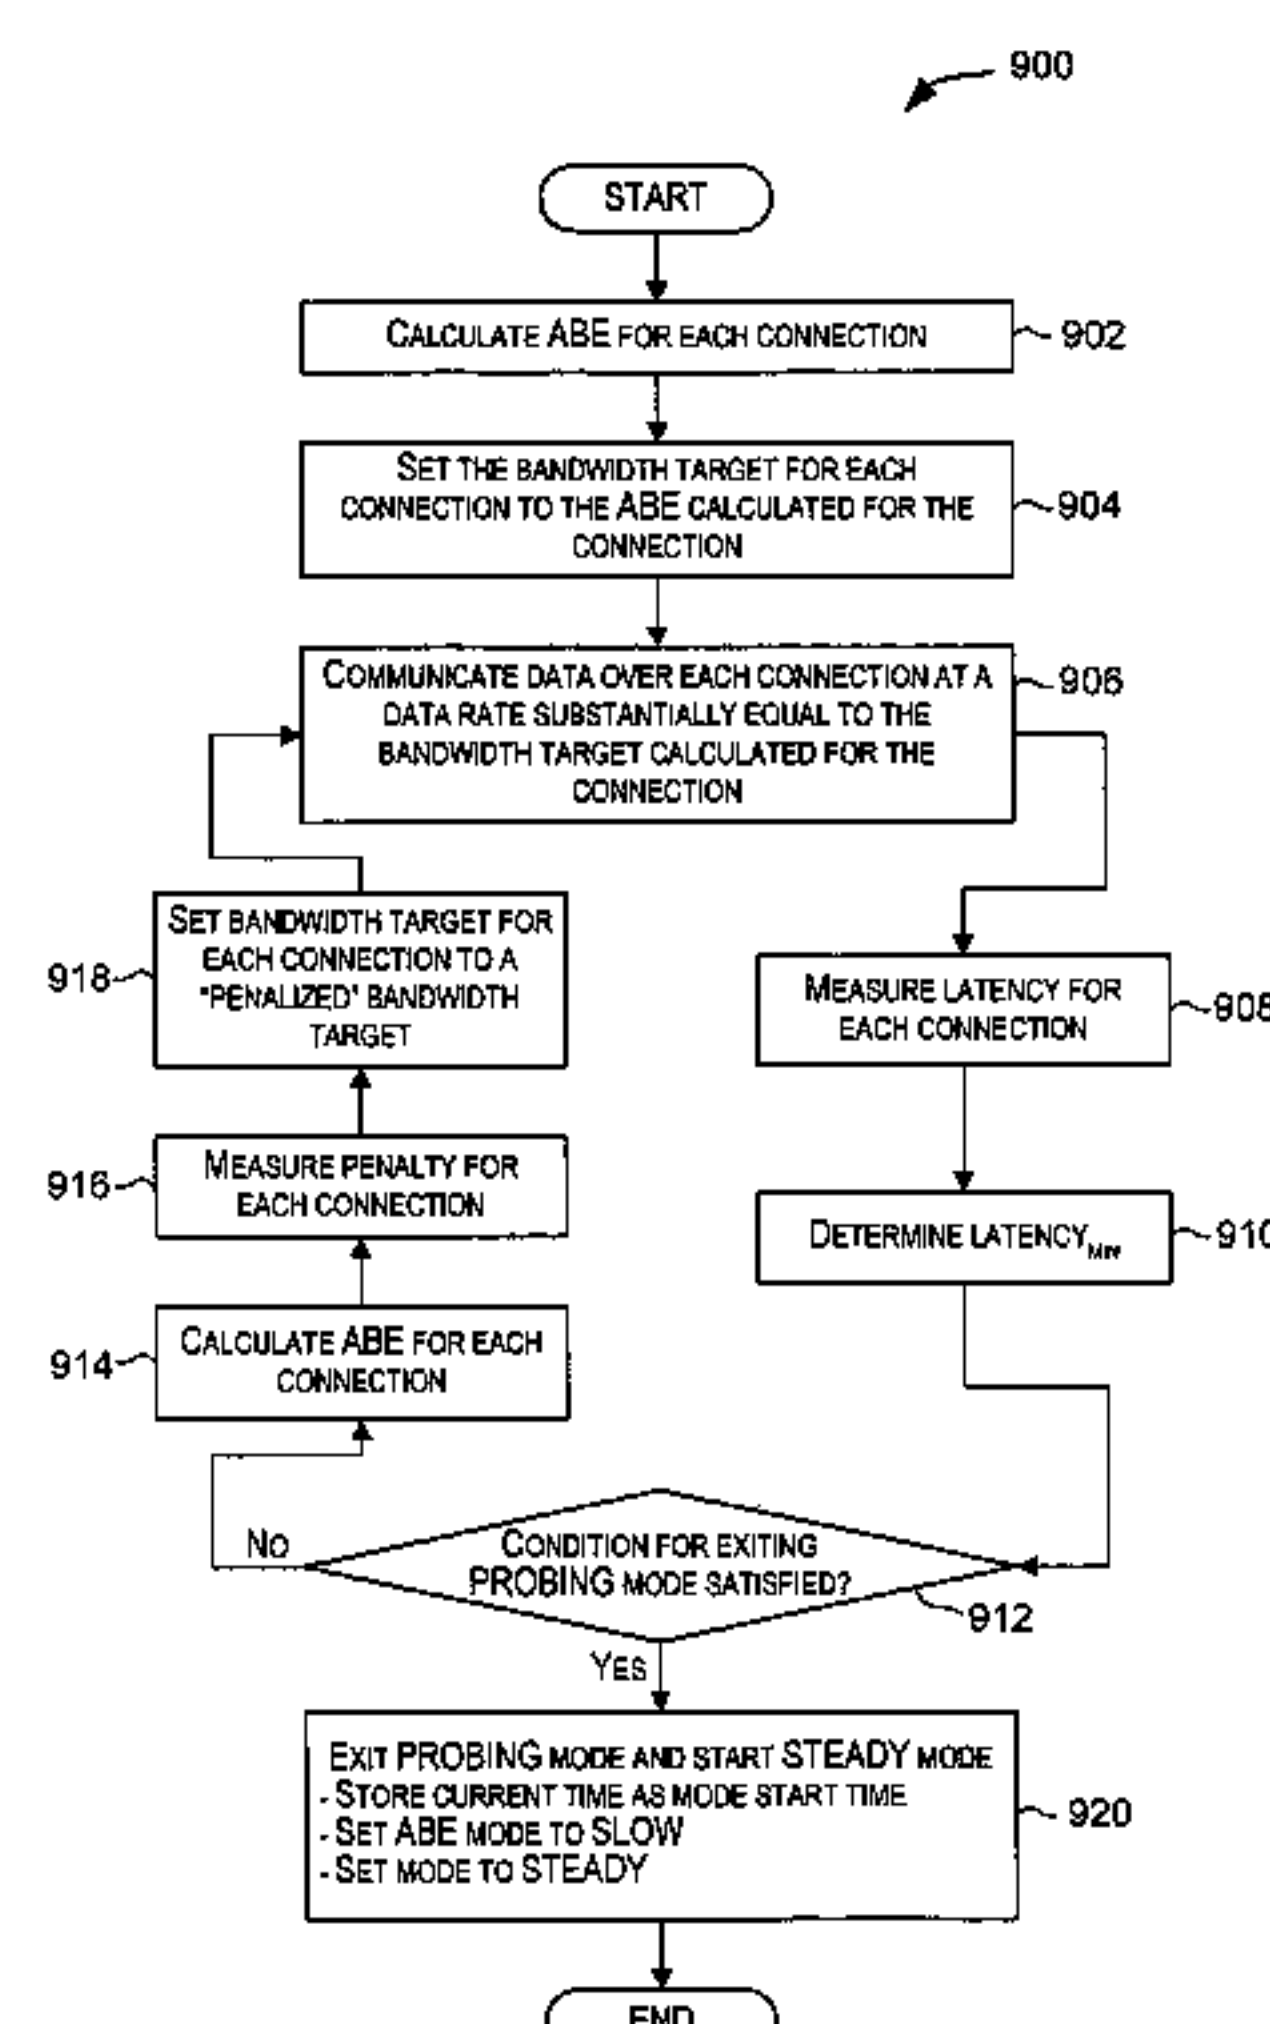 900
START
CALCULATE ABE FOR EACH CONNECTION
902
SET THE BANDWIDTH TARGET FOR EACH
CONNECTION TO THE ABE CALCULATED FOR THE
CONNECTION
904
COMMUNICATE DATA OVER EACH CONNECTION AT A
DATA RATE SUBSTANTIALLY EQUAL TO THE
BANDWIDTH TARGET CALCULATED FOR THE
CONNECTION
906
SET BANDWIDTH TARGET FOR
EACH CONNECTION TO A
"PENALIZED" BANDWIDTH
TARGET
918
MEASURE LATENCY FOR
EACH CONNECTION
908
MEASURE PENALTY FOR
EACH CONNECTION
916
DETERMINE LATENCY MIN
910
CALCULATE ABE FOR EACH
CONNECTION
914
NO
CONDITION FOR EXITING
PROBING MODE SATISFIED?
912
YES
EXIT PROBING MODE AND START STEADY MODE
- STORE CURRENT TIME AS MODE START TIME
- SET ABE MODE TO SLOW
- SET MODE TO STEADY
920
END